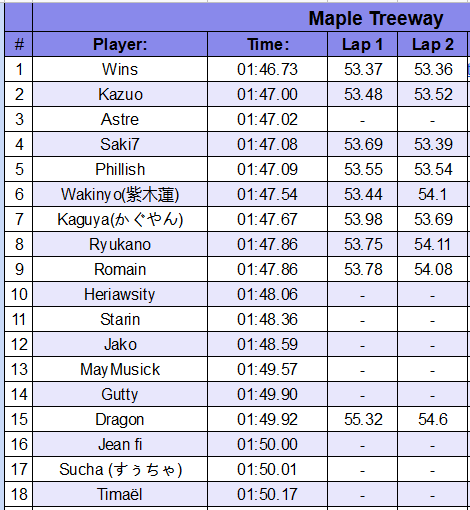 Maple Treeway
# Player: Time: Lap 1 Lap 2
1 Wins 01:46.73 53.37 53.36
2 Kazuo 01:47.00 53.48 53.52
3 Astre 01:47.02 - -
4 Saki7 01:47.08 53.69 53.39
5 Phillish 01:47.09 53.55 53.54
6 Wakinyo(紫木蓮) 01:47.54 53.44 54.1
7 Kaguya(かぐやん) 01:47.67 53.98 53.69
8 Ryukano 01:47.86 53.75 54.11
9 Romain 01:47.86 53.78 54.08
10 Heriawsity 01:48.06 - -
11 Starin 01:48.36 - -
12 Jako 01:48.59 - -
13 MayMusick 01:49.57 - -
14 Gutty 01:49.90 - -
15 Dragon 01:49.92 55.32 54.6
16 Jean fi 01:50.00 - -
17 Sucha (すぅちゃ) 01:50.01 - -
18 Timaël 01:50.17 - -